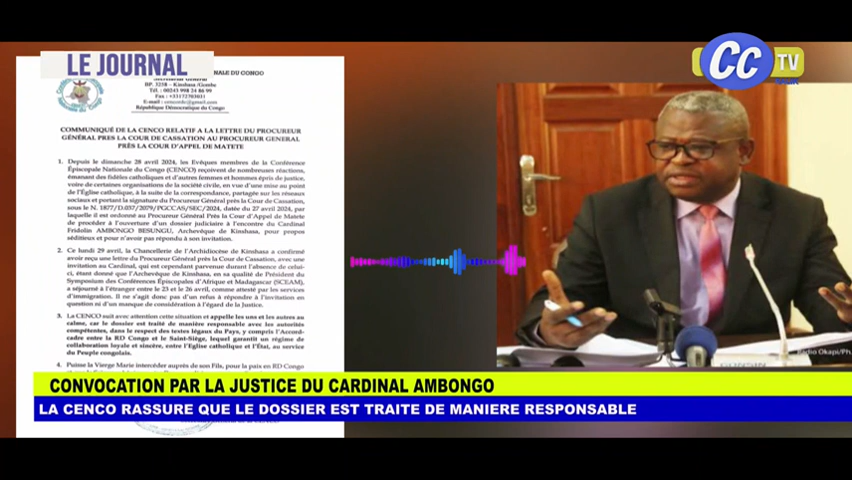 LE JOURNAL
NALE DU CONGO
CC TV
BP. 3258 - Kinshasa/Gombe
Tél. : 00243 998 24 86 99
Fax : +33172703031
E-mail : cencordc@gmail.com
République Démocratique du Congo
COMMUNIQUÉ DE LA CENCO RELATIF A LA LETTRE DU PROCUREUR
GÉNÉRAL PRES LA COUR DE CASSATION AU PROCUREUR GENERAL
PRÈS LA COUR D'APPEL DE MATETE
1. Depuis le dimanche 28 avril 2024, les Evêques membres de la Conférence
Épiscopale Nationale du Congo (CENCO) reçoivent de nombreuses réactions,
émanant des fidèles catholiques et d'autres femmes et hommes épris de justice,
voire de certaines organisations de la société civile, en vue d'une mise au point
de l'Église catholique, à la suite de la correspondance, partagée sur les réseaux
sociaux et portant la signature du Procureur Général près la Cour de Cassation,
sous le N. 1877/D.037/2079/PGCCAS/SEC/2024, datée du 27 avril 2024, par
laquelle il est ordonné au Procureur Général Près la Cour d'Appel de Matete
de procéder à l'ouverture d'un dossier judiciaire à l'encontre du Cardinal
Fridolin AMBONGO BESUNGU, Archevêque de Kinshasa, pour propos
séditieux et pour n'avoir pas répondu à son invitation.
2. Ce lundi 29 avril, la Chancellerie de l'Archidiocèse de Kinshasa a confirmé
avoir reçu une lettre du Procureur Général près la Cour de Cassation, avec
une invitation au Cardinal, qui est cependant parvenue durant l'absence de celui-
ci, étant donné que l'Archevêque de Kinshasa, en sa qualité de Président du
Symposium des Conférences Épiscopales d'Afrique et Madagascar (SCEAM), a
séjourné à l'étranger entre le 23 et le 26 avril, comme attesté par les services
d'immigration. Il ne s'agit donc pas d'un refus à répondre à l'invitation en
question ni d'un manque de considération à l'égard de la Justice.
3. La CENCO suit avec attention cette situation et appelle les uns et les autres
au calme, car le dossier est traité de manière responsable avec les autorités
compétentes, dans le respect des textes légaux du Pays, y compris l'Accord-
cadre entre la RD Congo et le Saint-Siège, lequel garantit un régime de
collaboration loyale et sincère, entre l'Eglise catholique et l'État, au service
du Peuple congolais.
4. Puisse la Vierge Marie intercéder auprès de son Fils, pour la paix en RD Congo
Radio Okapi/Ph.
CONVOCATION PAR LA JUSTICE DU CARDINAL AMBONGO
LA CENCO RASSURE QUE LE DOSSIER EST TRAITE DE MANIERE RESPONSABLE